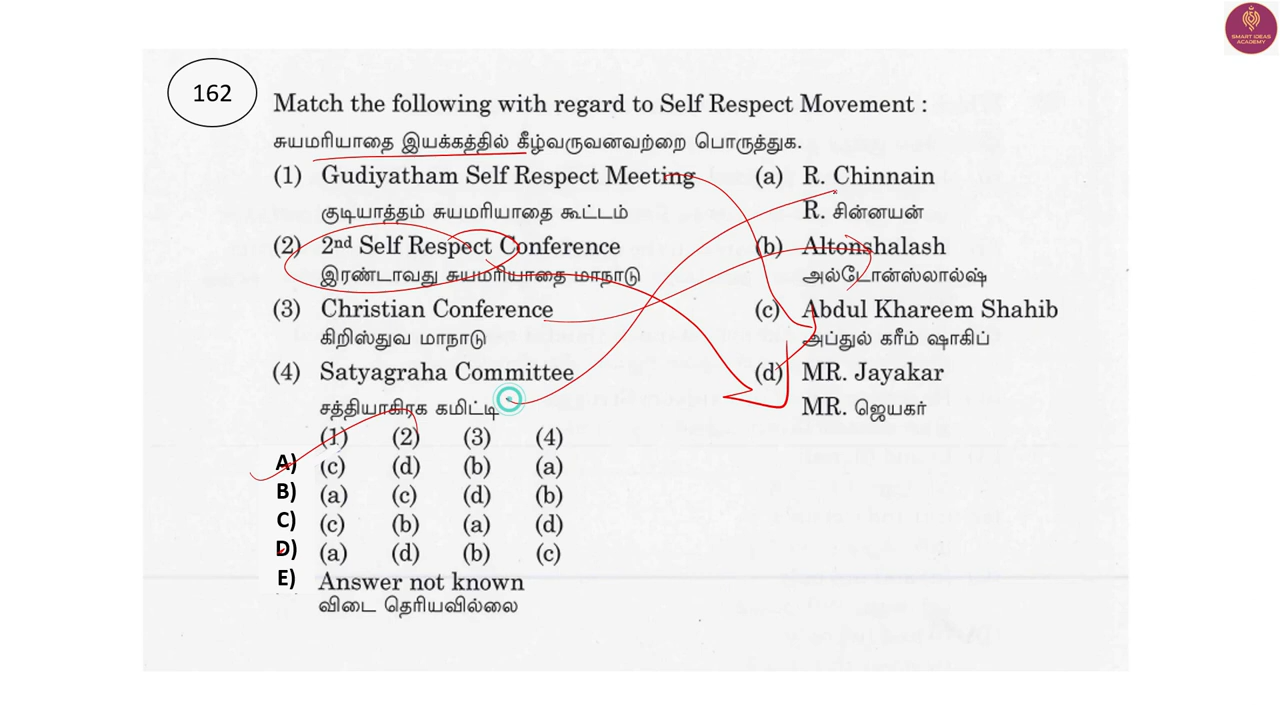 SMART IDEAS
ACADEMY
162
Match the following with regard to Self Respect Movement :
சுயமரியாதை இயக்கத்தில் கீழ்வருவனவற்றை பொருத்துக.
(1) Gudiyatham Self Respect Meeting (a) R. Chinnain
குடியாத்தம் சுயமரியாதை கூட்டம் R. சின்னயன்
(2) 2nd Self Respect Conference (b) Altonshalash
இரண்டாவது சுயமரியாதை மாநாடு அல்டோன்ஸ்லால்ஷ்
(3) Christian Conference (c) Abdul Khareem Shahib
கிறிஸ்துவ மாநாடு அப்துல் கரீம் ஷாகிப்
(4) Satyagraha Committee (d) MR. Jayakar
சத்தியாகிரக கமிட்டி MR. ஜெயகர்
(1) (2) (3) (4)
A) (c) (d) (b) (a)
B) (a) (c) (d) (b)
C) (c) (b) (a) (d)
D) (a) (d) (b) (c)
E) Answer not known
விடை தெரியவில்லை